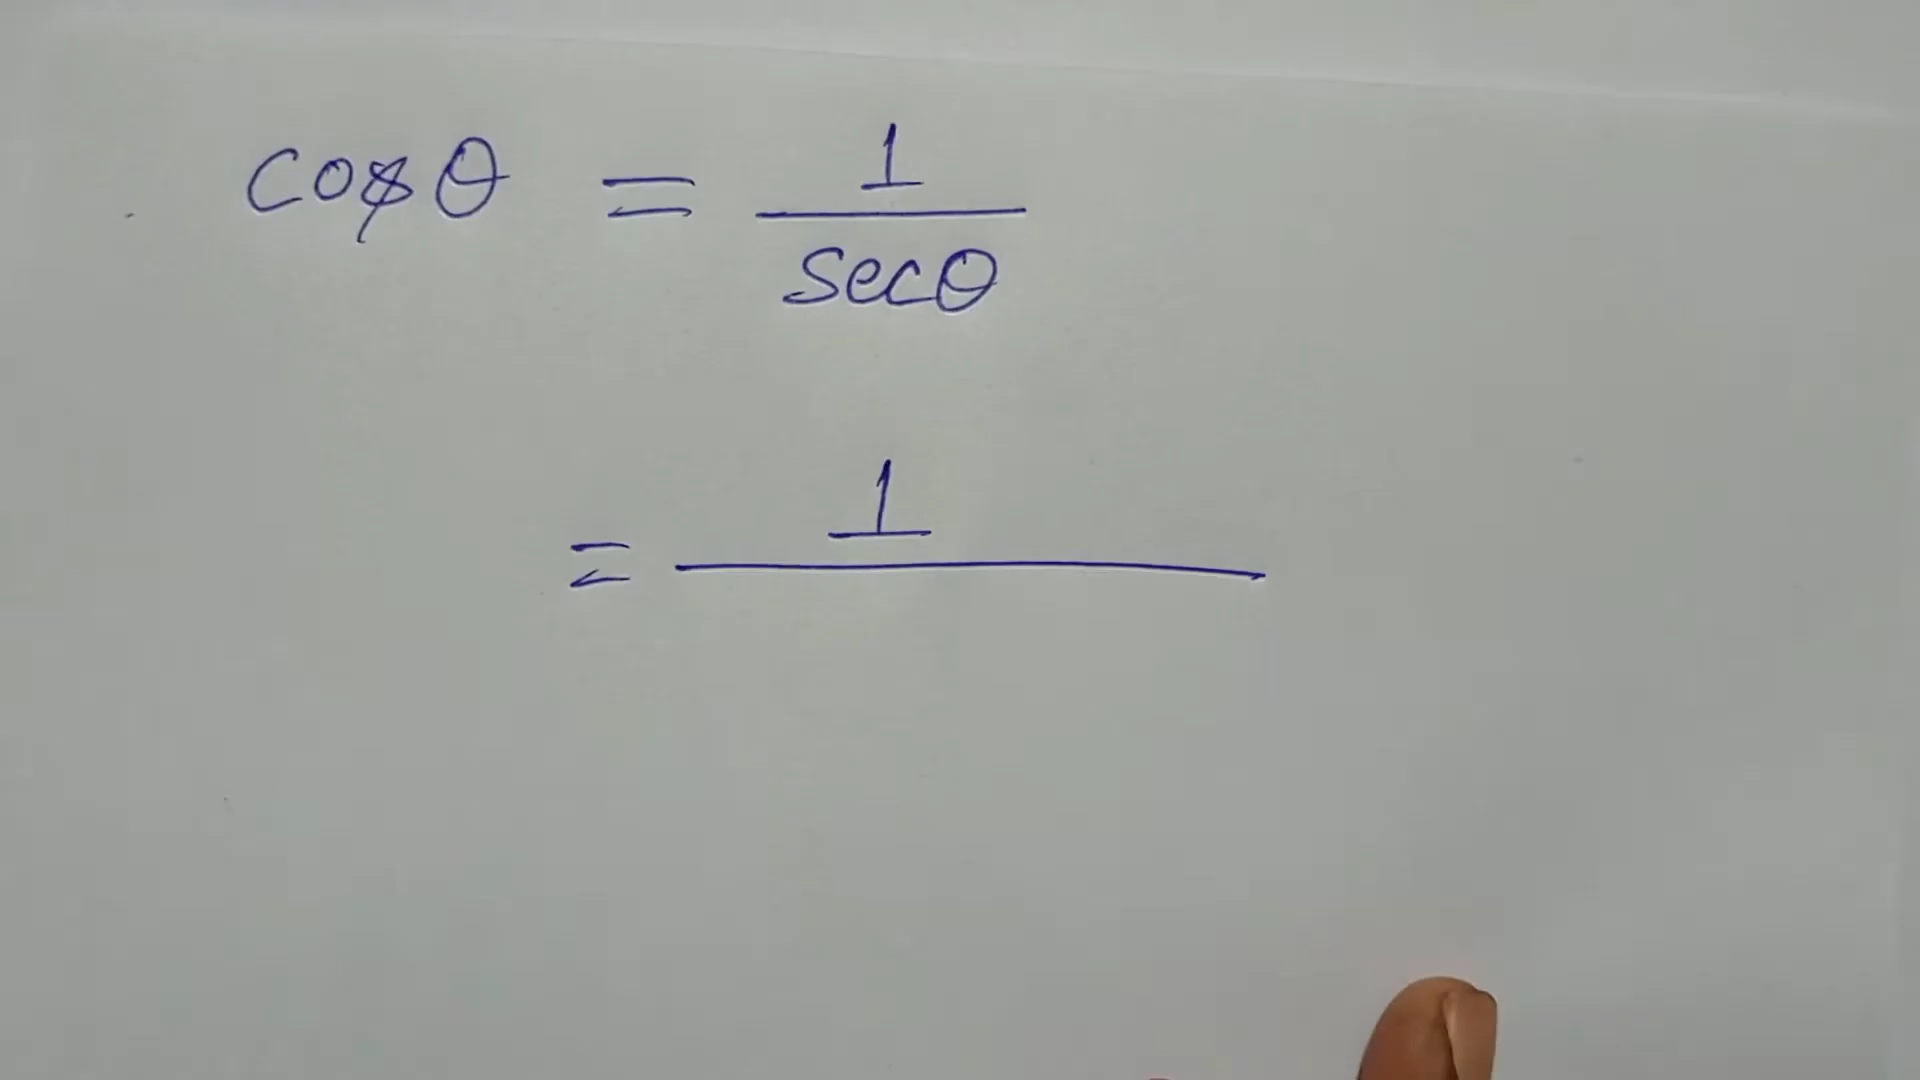 cosθ = 1/secθ
= 1/